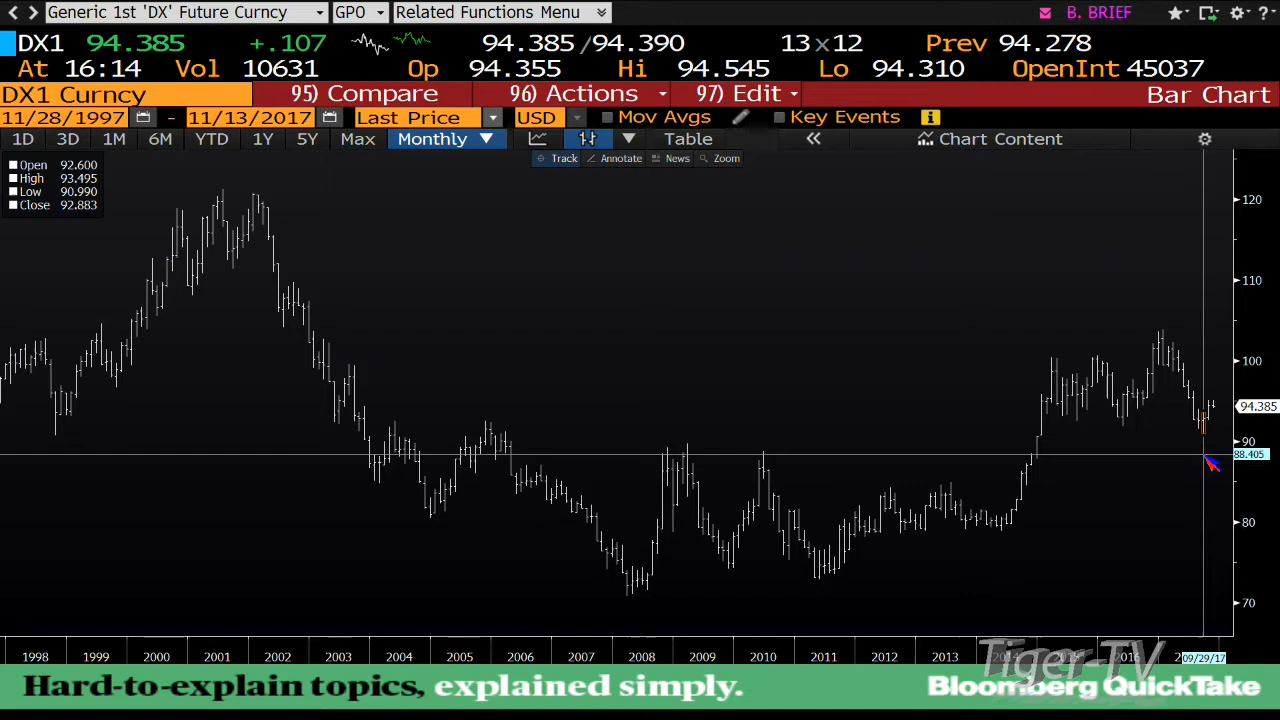 Generic 1st 'DX' Future Curncy GPO Related Functions Menu B. BRIEF ?
DX1 94.385 +.107 94.385 /94.390 13 x12 Prev 94.278
At 16:14 Vol 10631 Op 94.355 Hi 94.545 Lo 94.310 OpenInt 45037
DX1 Curncy 95) Compare 96) Actions 97) Edit Bar Chart
11/28/1997 - 11/13/2017 Last Price USD Mov Avgs Key Events i
1D 3D 1M 6M YTD 1Y 5Y Max Monthly Table « Chart Content
Track Annotate News Zoom
Open 92.600
High 93.495
Low 90.990
Close 92.883
120
110
100
94.385
90
88.405
80
70
1998 1999 2000 2001 2002 2003 2004 2005 2006 2007 2008 2009 2010 2011 2012 2013 2014 2015 2016 09/29/17
Tiger-TV
Hard-to-explain topics, explained simply. Bloomberg QuickTake